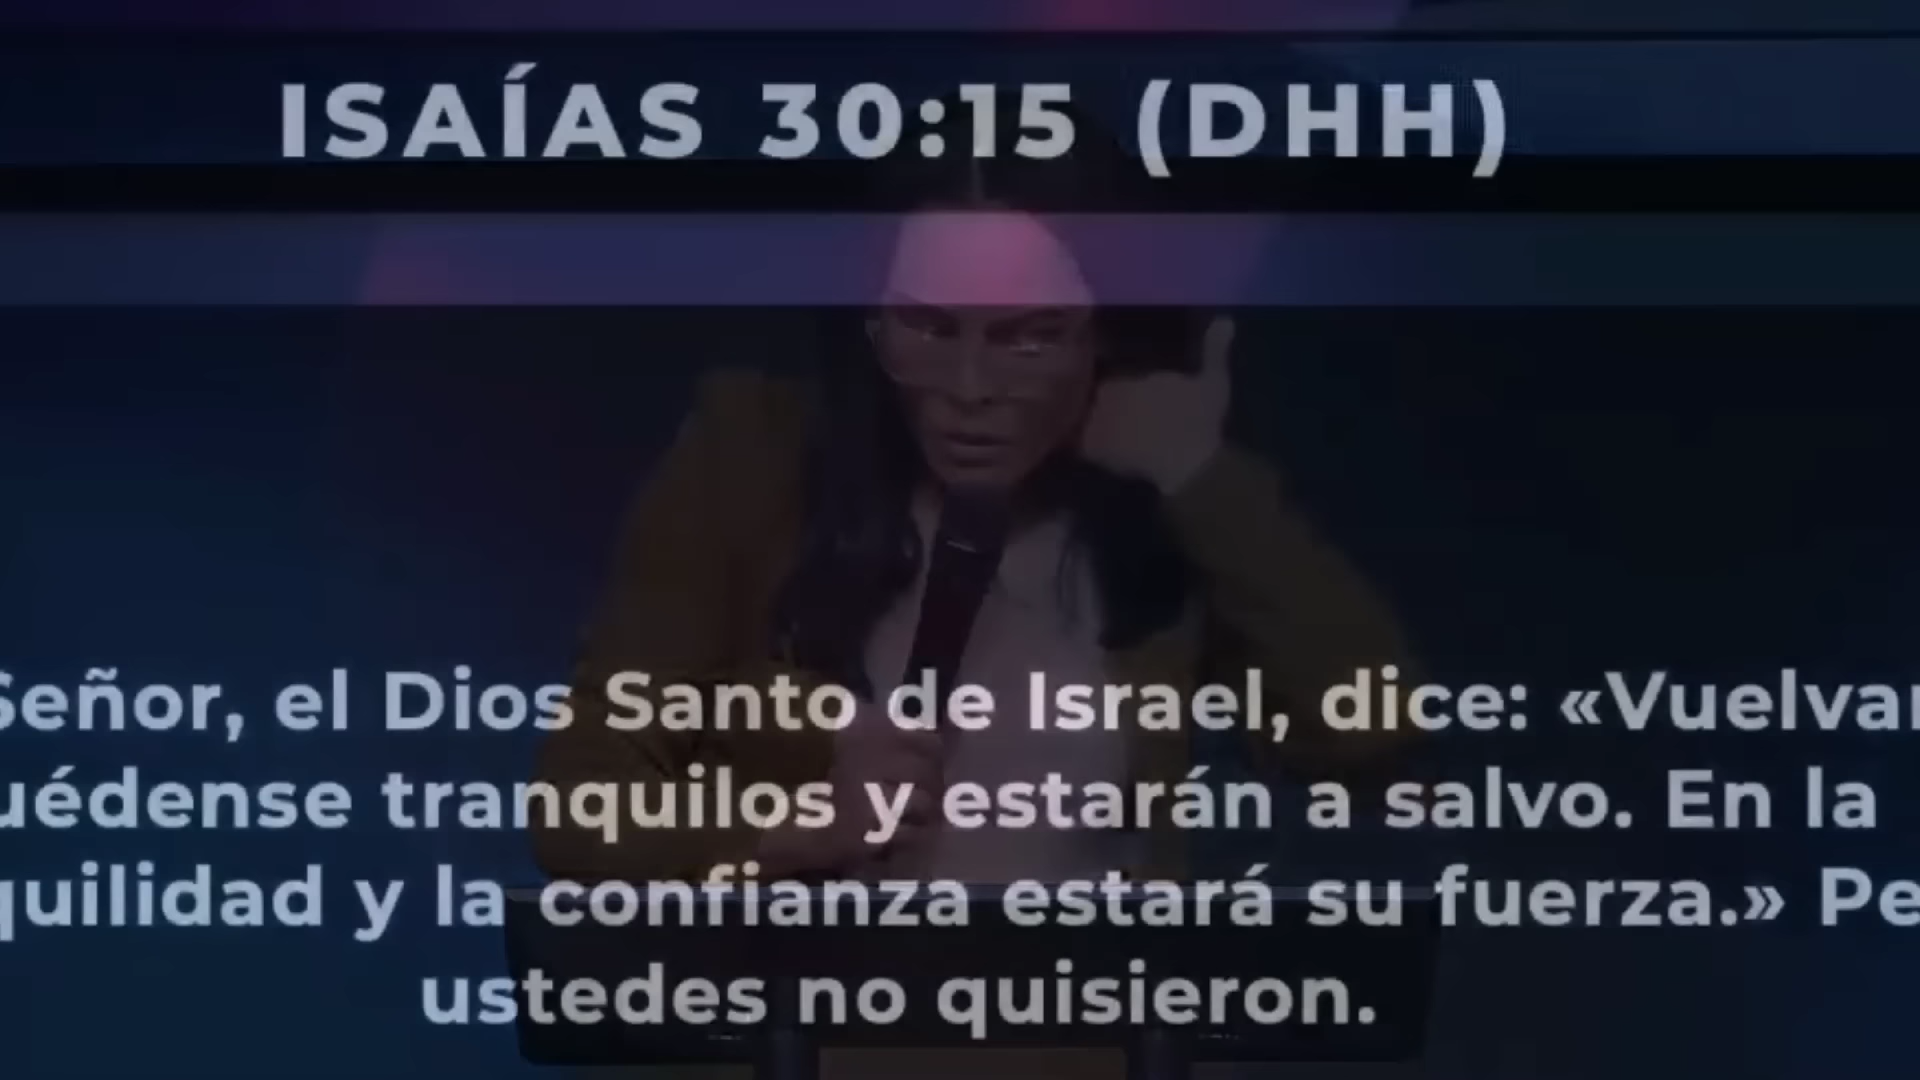 ISAÍAS 30:15 (DHH)
Señor, el Dios Santo de Israel, dice: «Vuelvan
uédense tranquilos y estarán a salvo. En la
quilidad y la confianza estará su fuerza.» Pe
ustedes no quisieron.